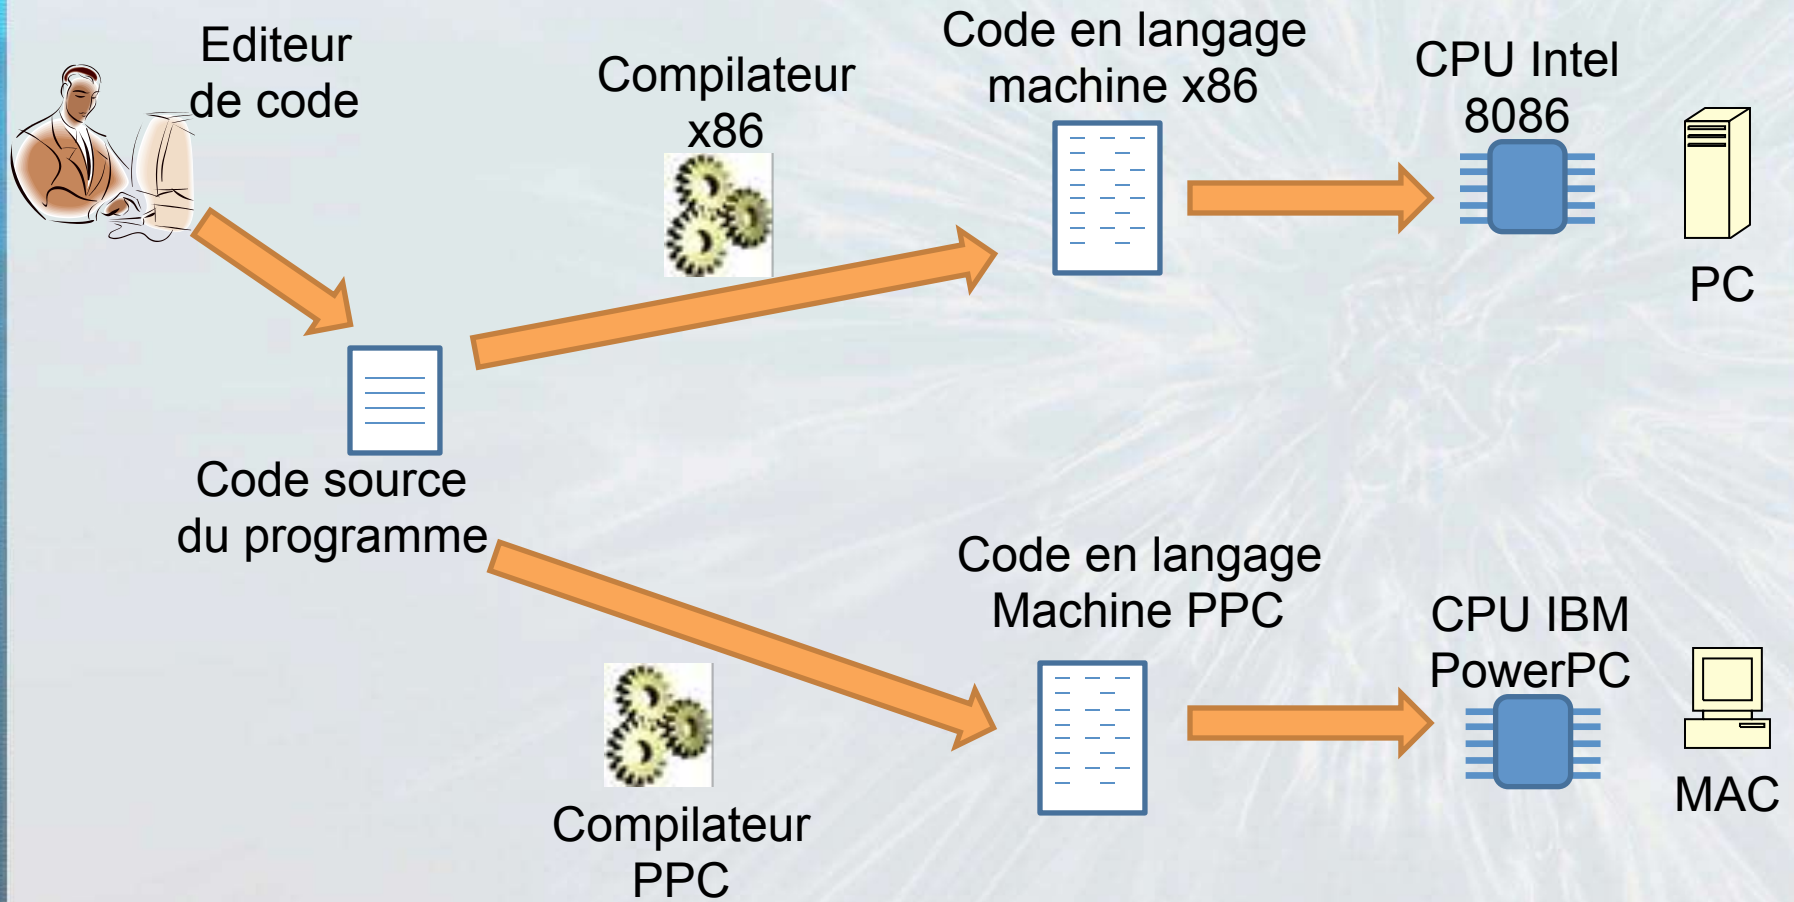 Editeur
de code
Compilateur
x86
Code en langage
machine x86
CPU Intel
8086
PC
Code source
du programme
Code en langage
Machine PPC
CPU IBM
PowerPC
MAC
Compilateur
PPC